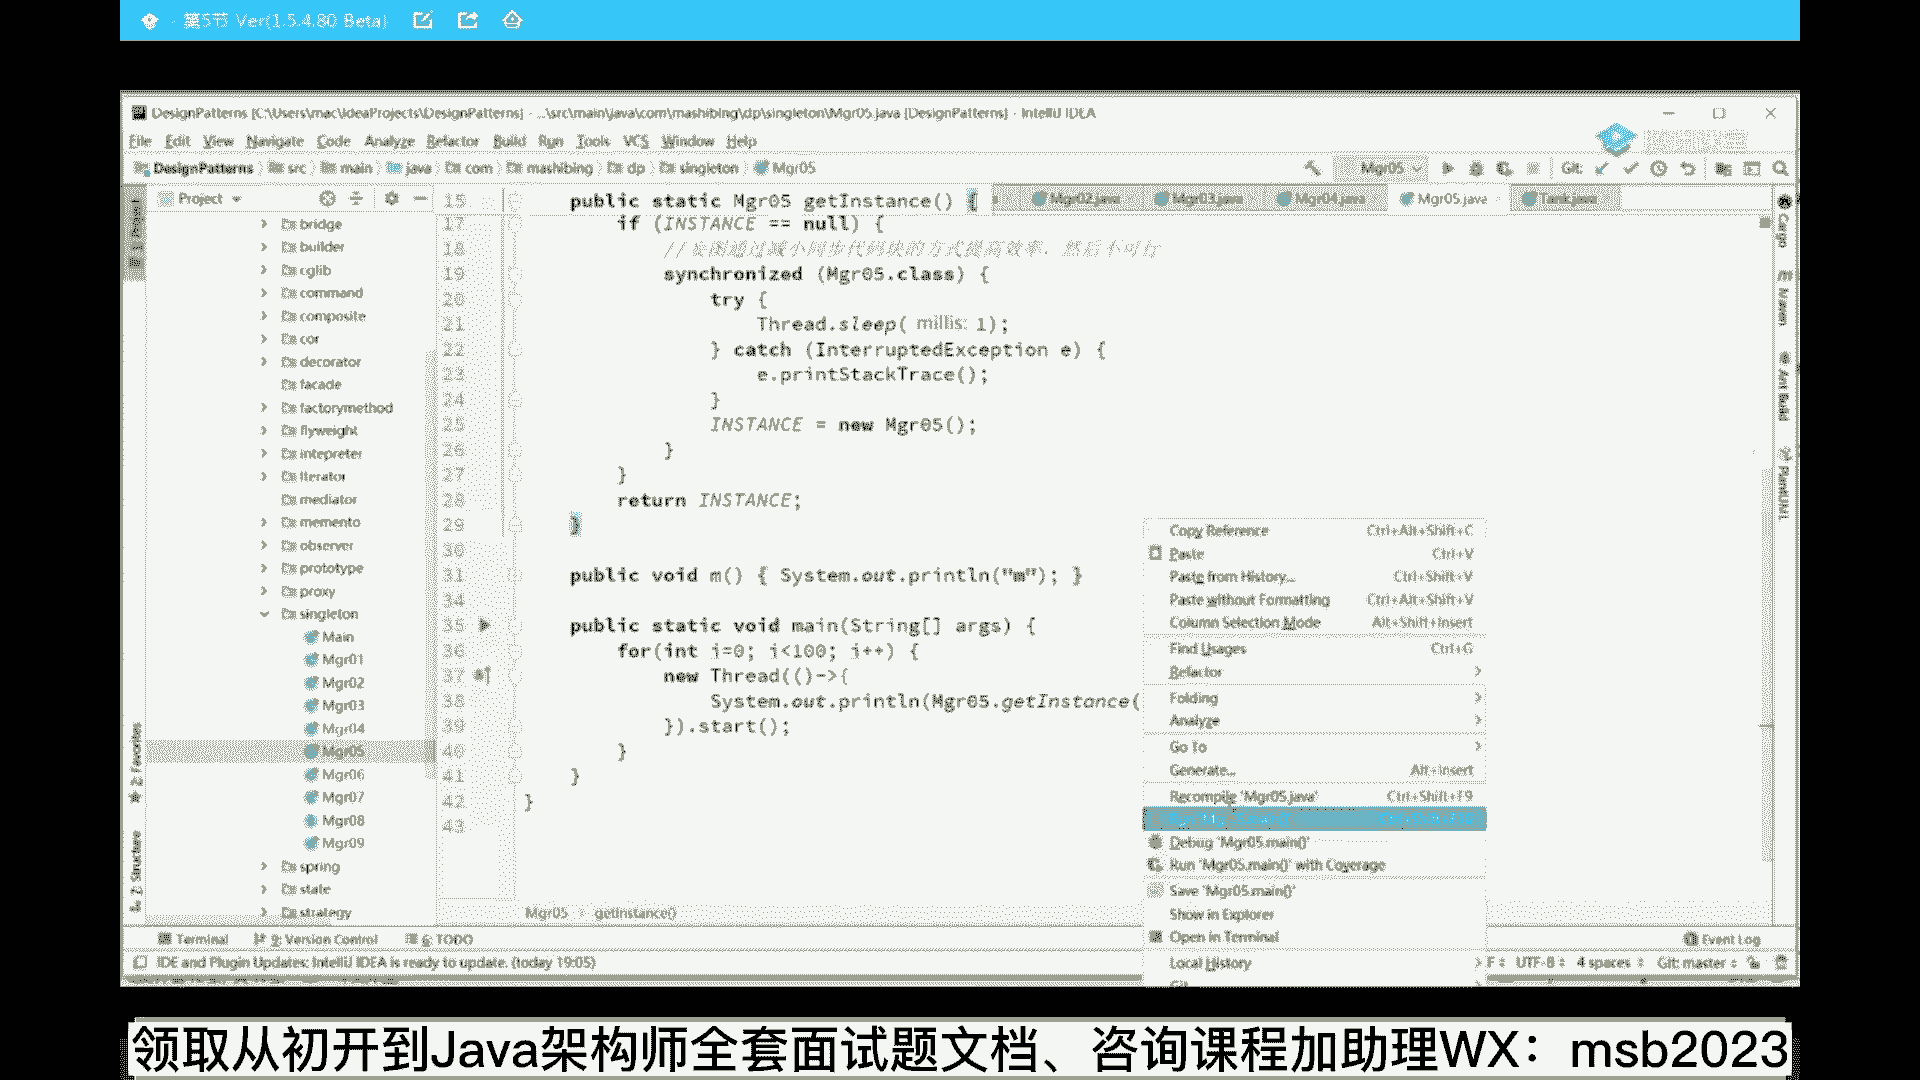 第5节 Ver(1.5.4.80 Beta)
DesignPatterns [C:\Users\mac\IdeaProjects\DesignPatterns] - ...\src\main\java\com\mashibing\dp\singleton\Mgr05.java [DesignPatterns] - IntelliJ IDEA
File Edit View Navigate Code Analyze Refactor Build Run Tools VCS Window Help
DesignPatterns src main java com mashibing dp singleton Mgr05
Mgr05 Git:
Project
Mgr02.java Mgr03.java Mgr04.java Mgr05.java Tank.java
bridge
builder
cglib
command
composite
cor
decorator
facade
factorymethod
flyweight
intepreter
iterator
mediator
memento
observer
prototype
proxy
singleton
Main
Mgr01
Mgr02
Mgr03
Mgr04
Mgr05
Mgr06
Mgr07
Mgr08
Mgr09
spring
state
strategy
15 public static Mgr05 getInstance() {
17 if (INSTANCE == null) {
18 //妄图通过减小同步代码块的方式提高效率，然后不可行
19 synchronized (Mgr05.class) {
20 try {
21 Thread.sleep( millis: 1);
22 } catch (InterruptedException e) {
23 e.printStackTrace();
24 }
25 INSTANCE = new Mgr05();
26 }
27 }
28 return INSTANCE;
29 }
30
31 public void m() { System.out.println("m"); }
34
35 public static void main(String[] args) {
36 for(int i=0; i<100; i++) {
37 new Thread(()->{
38 System.out.println(Mgr05.getInstance(
39 }).start();
40 }
41 }
42 }
43
Copy Reference Ctrl+Alt+Shift+C
Paste Ctrl+V
Paste from History... Ctrl+Shift+V
Paste without Formatting Ctrl+Alt+Shift+V
Column Selection Mode Alt+Shift+Insert
Find Usages Ctrl+G
Refactor
Folding
Analyze
Go To
Generate... Alt+Insert
Recompile 'Mgr05.java' Ctrl+Shift+F9
Debug 'Mgr05.main()'
Run 'Mgr05.main()' with Coverage
Save 'Mgr05.main()'
Show in Explorer
Open in Terminal
Local History
1: Project
2: Favorites
7: Structure
Maven
Ant Build
PlantUML
Mgr05 getInstance()
Terminal 9: Version Control 6: TODO
Event Log
IDE and Plugin Updates: IntelliJ IDEA is ready to update. (today 19:05)
UTF-8 4 spaces Git: master
领取从初开到Java架构师全套面试题文档、咨询课程加助理WX：msb2023